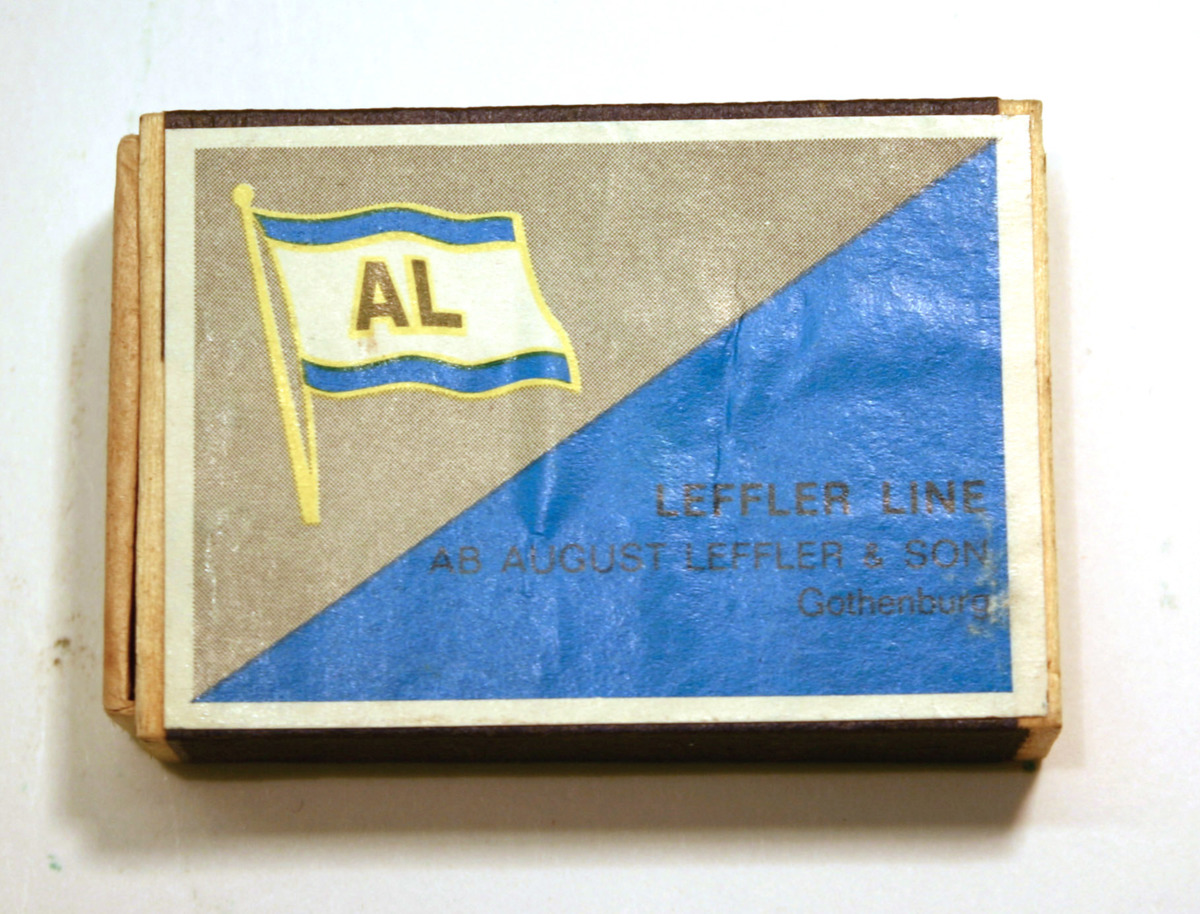 AL
LEFFLER LINE
AB AUGUST LEFFLER & SON
Gothenburg